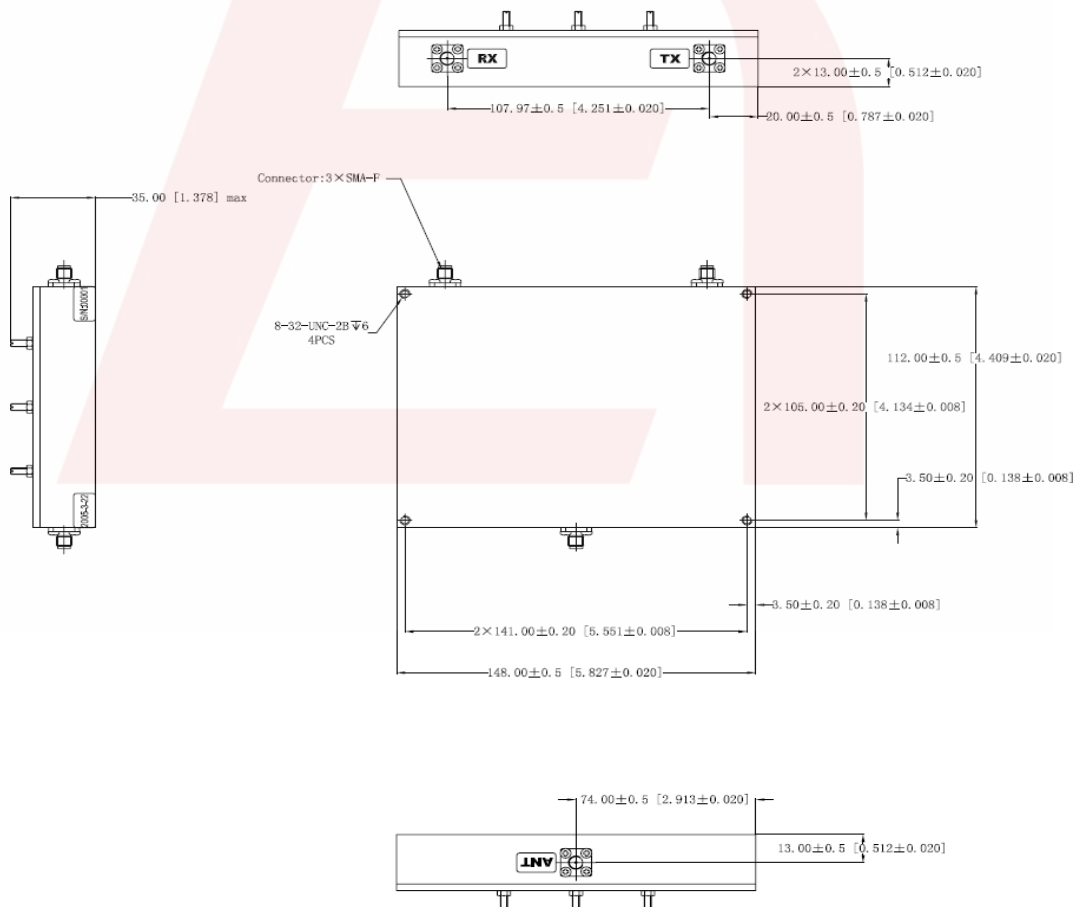 RX
TX
2×13.00±0.5 [0.512±0.020]
107.97±0.5 [4.251±0.020]
20.00±0.5 [0.787±0.020]
Connector:3×SMA-F
35.00 [1.378] max
S/N:00001
8-32-UNC-2B↧6
4PCS
112.00±0.5 [4.409±0.020]
2×105.00±0.20 [4.134±0.008]
3.50±0.20 [0.138±0.008]
2005-3-22
3.50±0.20 [0.138±0.008]
2×141.00±0.20 [5.551±0.008]
148.00±0.5 [5.827±0.020]
74.00±0.5 [2.913±0.020]
13.00±0.5 [0.512±0.020]
ANT